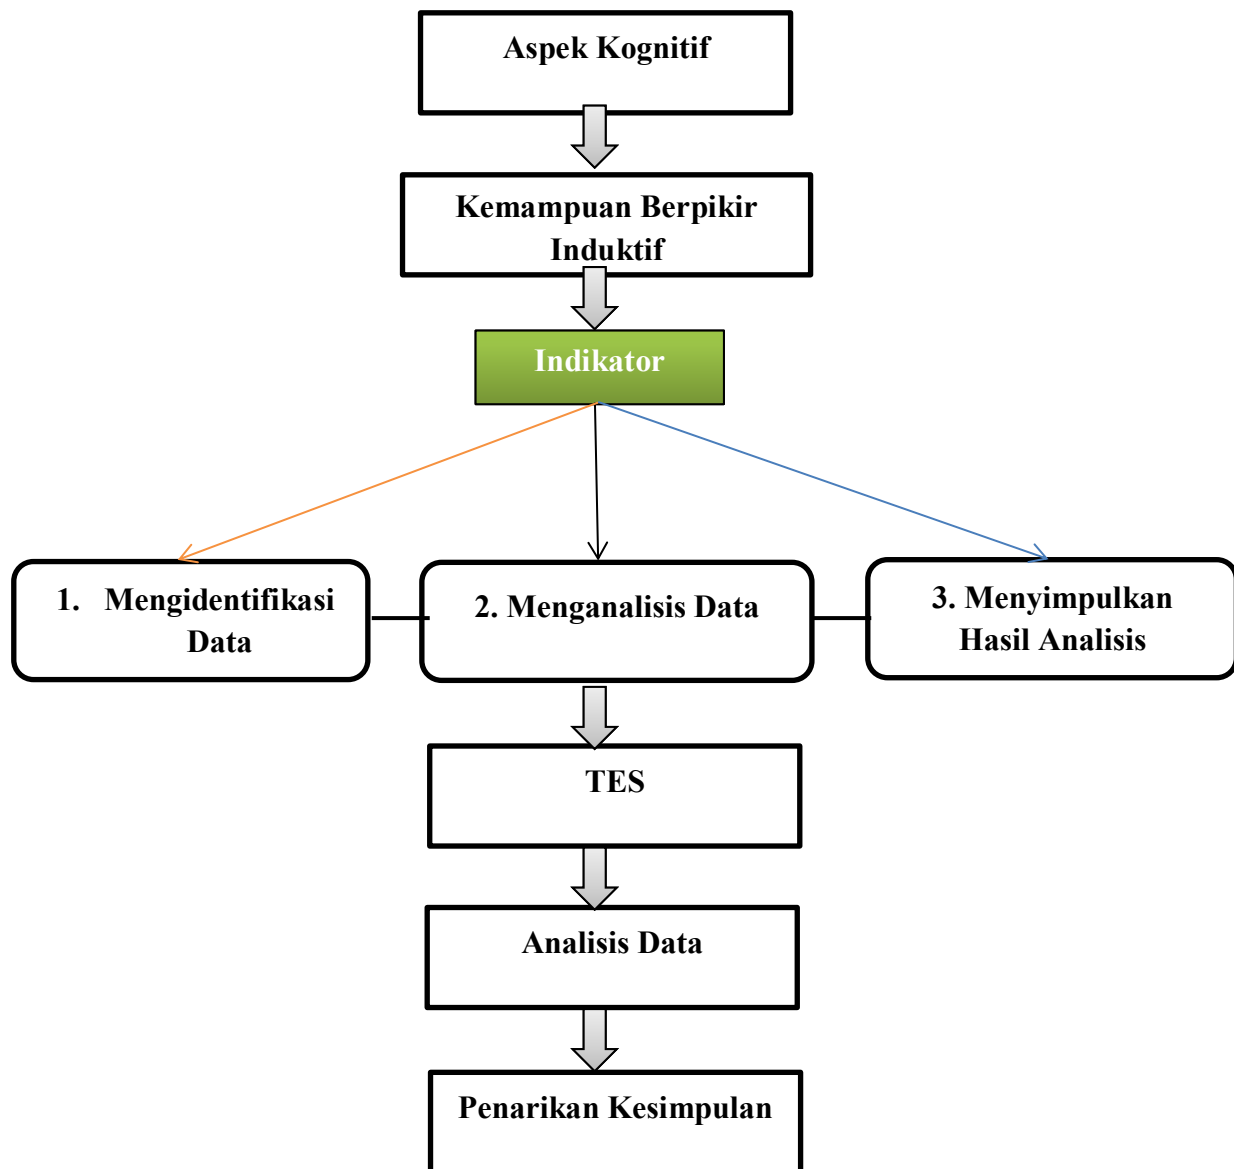 Aspek Kognitif
Kemampuan Berpikir
Induktif
Indikator
1. Mengidentifikasi
Data
2. Menganalisis Data
3. Menyimpulkan
Hasil Analisis
TES
Analisis Data
Penarikan Kesimpulan